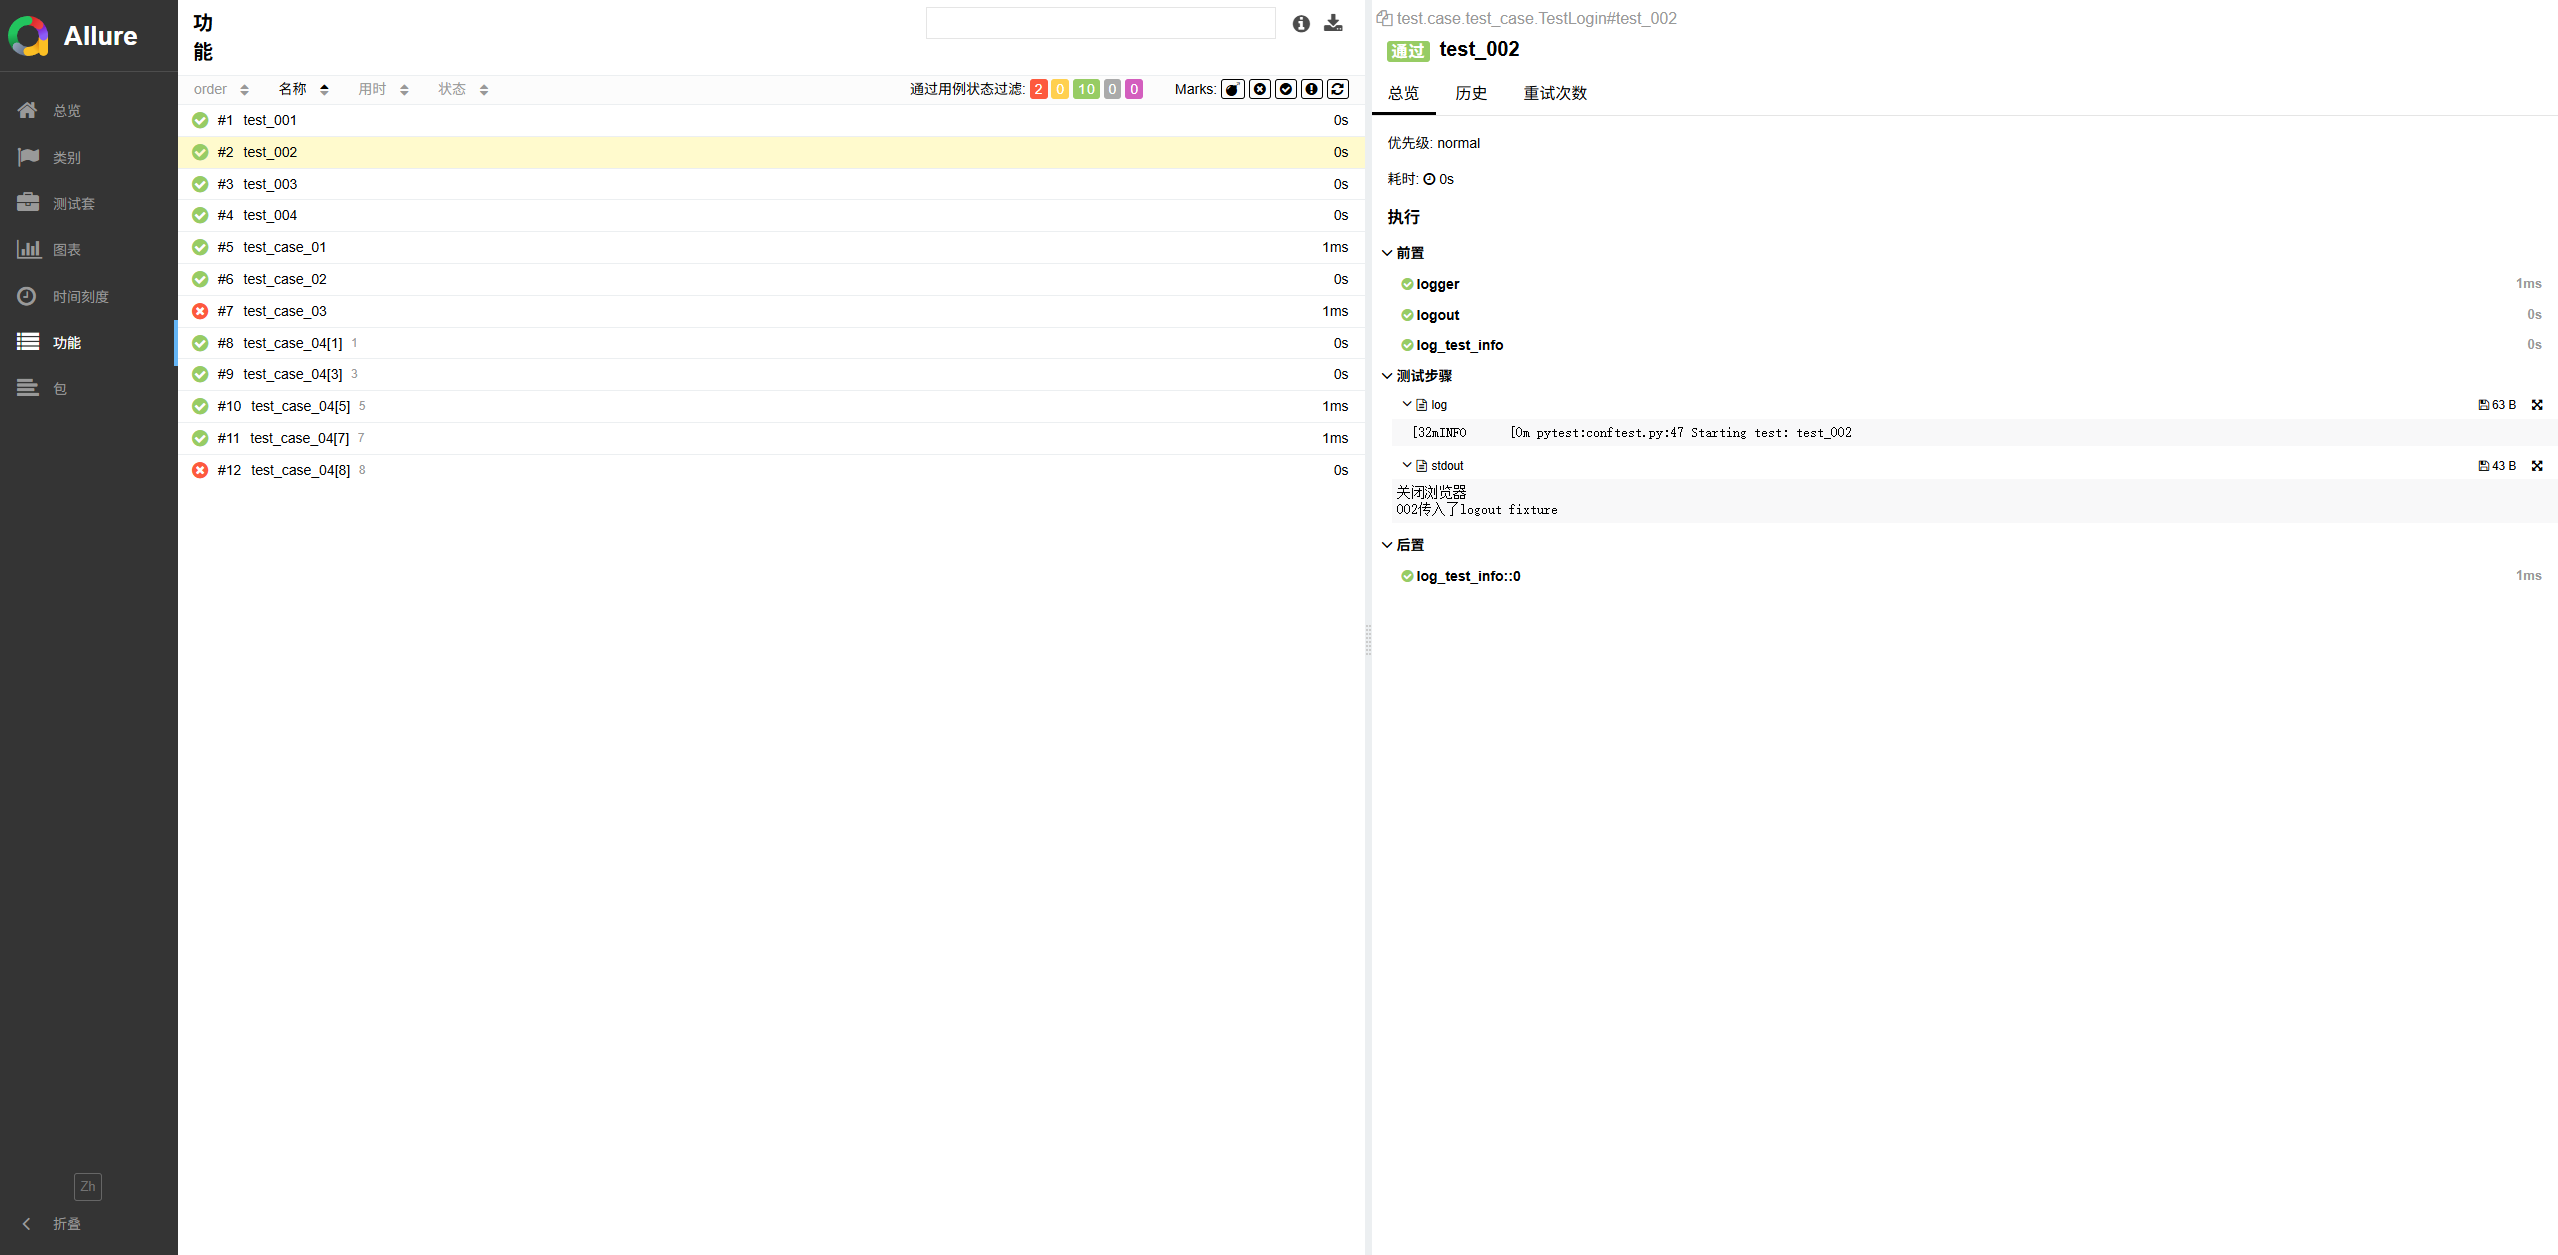 Allure
总览
类别
测试套
图表
时间刻度
功能
包
Zh
折叠
功
能
order 名称 用时 状态 通过用例状态过滤: 2 0 10 0 0 Marks:
#1 test_001 0s
#2 test_002 0s
#3 test_003 0s
#4 test_004 0s
#5 test_case_01 1ms
#6 test_case_02 0s
#7 test_case_03 1ms
#8 test_case_04[1] 1 0s
#9 test_case_04[3] 3 0s
#10 test_case_04[5] 5 1ms
#11 test_case_04[7] 7 1ms
#12 test_case_04[8] 8 0s
test.case.test_case.TestLogin#test_002
通过 test_002
总览 历史 重试次数
优先级: normal
耗时: 0s
执行
前置
logger 1ms
logout 0s
log_test_info 0s
测试步骤
log 63 B
[32mINFO [0m pytest:conftest.py:47 Starting test: test_002
stdout 43 B
关闭浏览器
002传入了logout fixture
后置
log_test_info::0 1ms